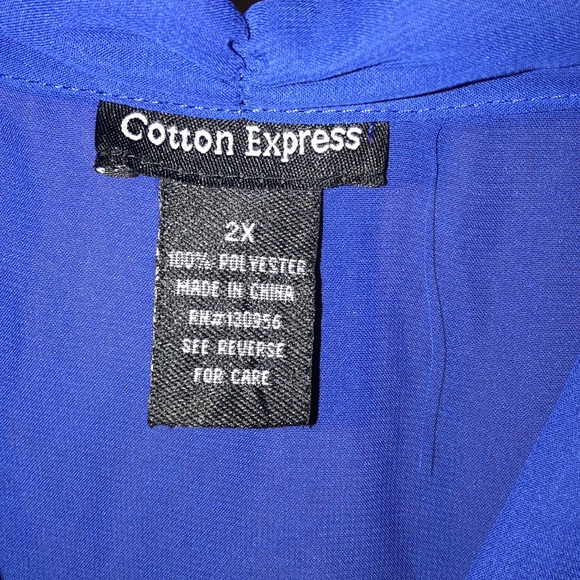 Cotton Express
2X
100% POLYESTER
MADE IN CHINA
RN#130956
SEE REVERSE
FOR CARE